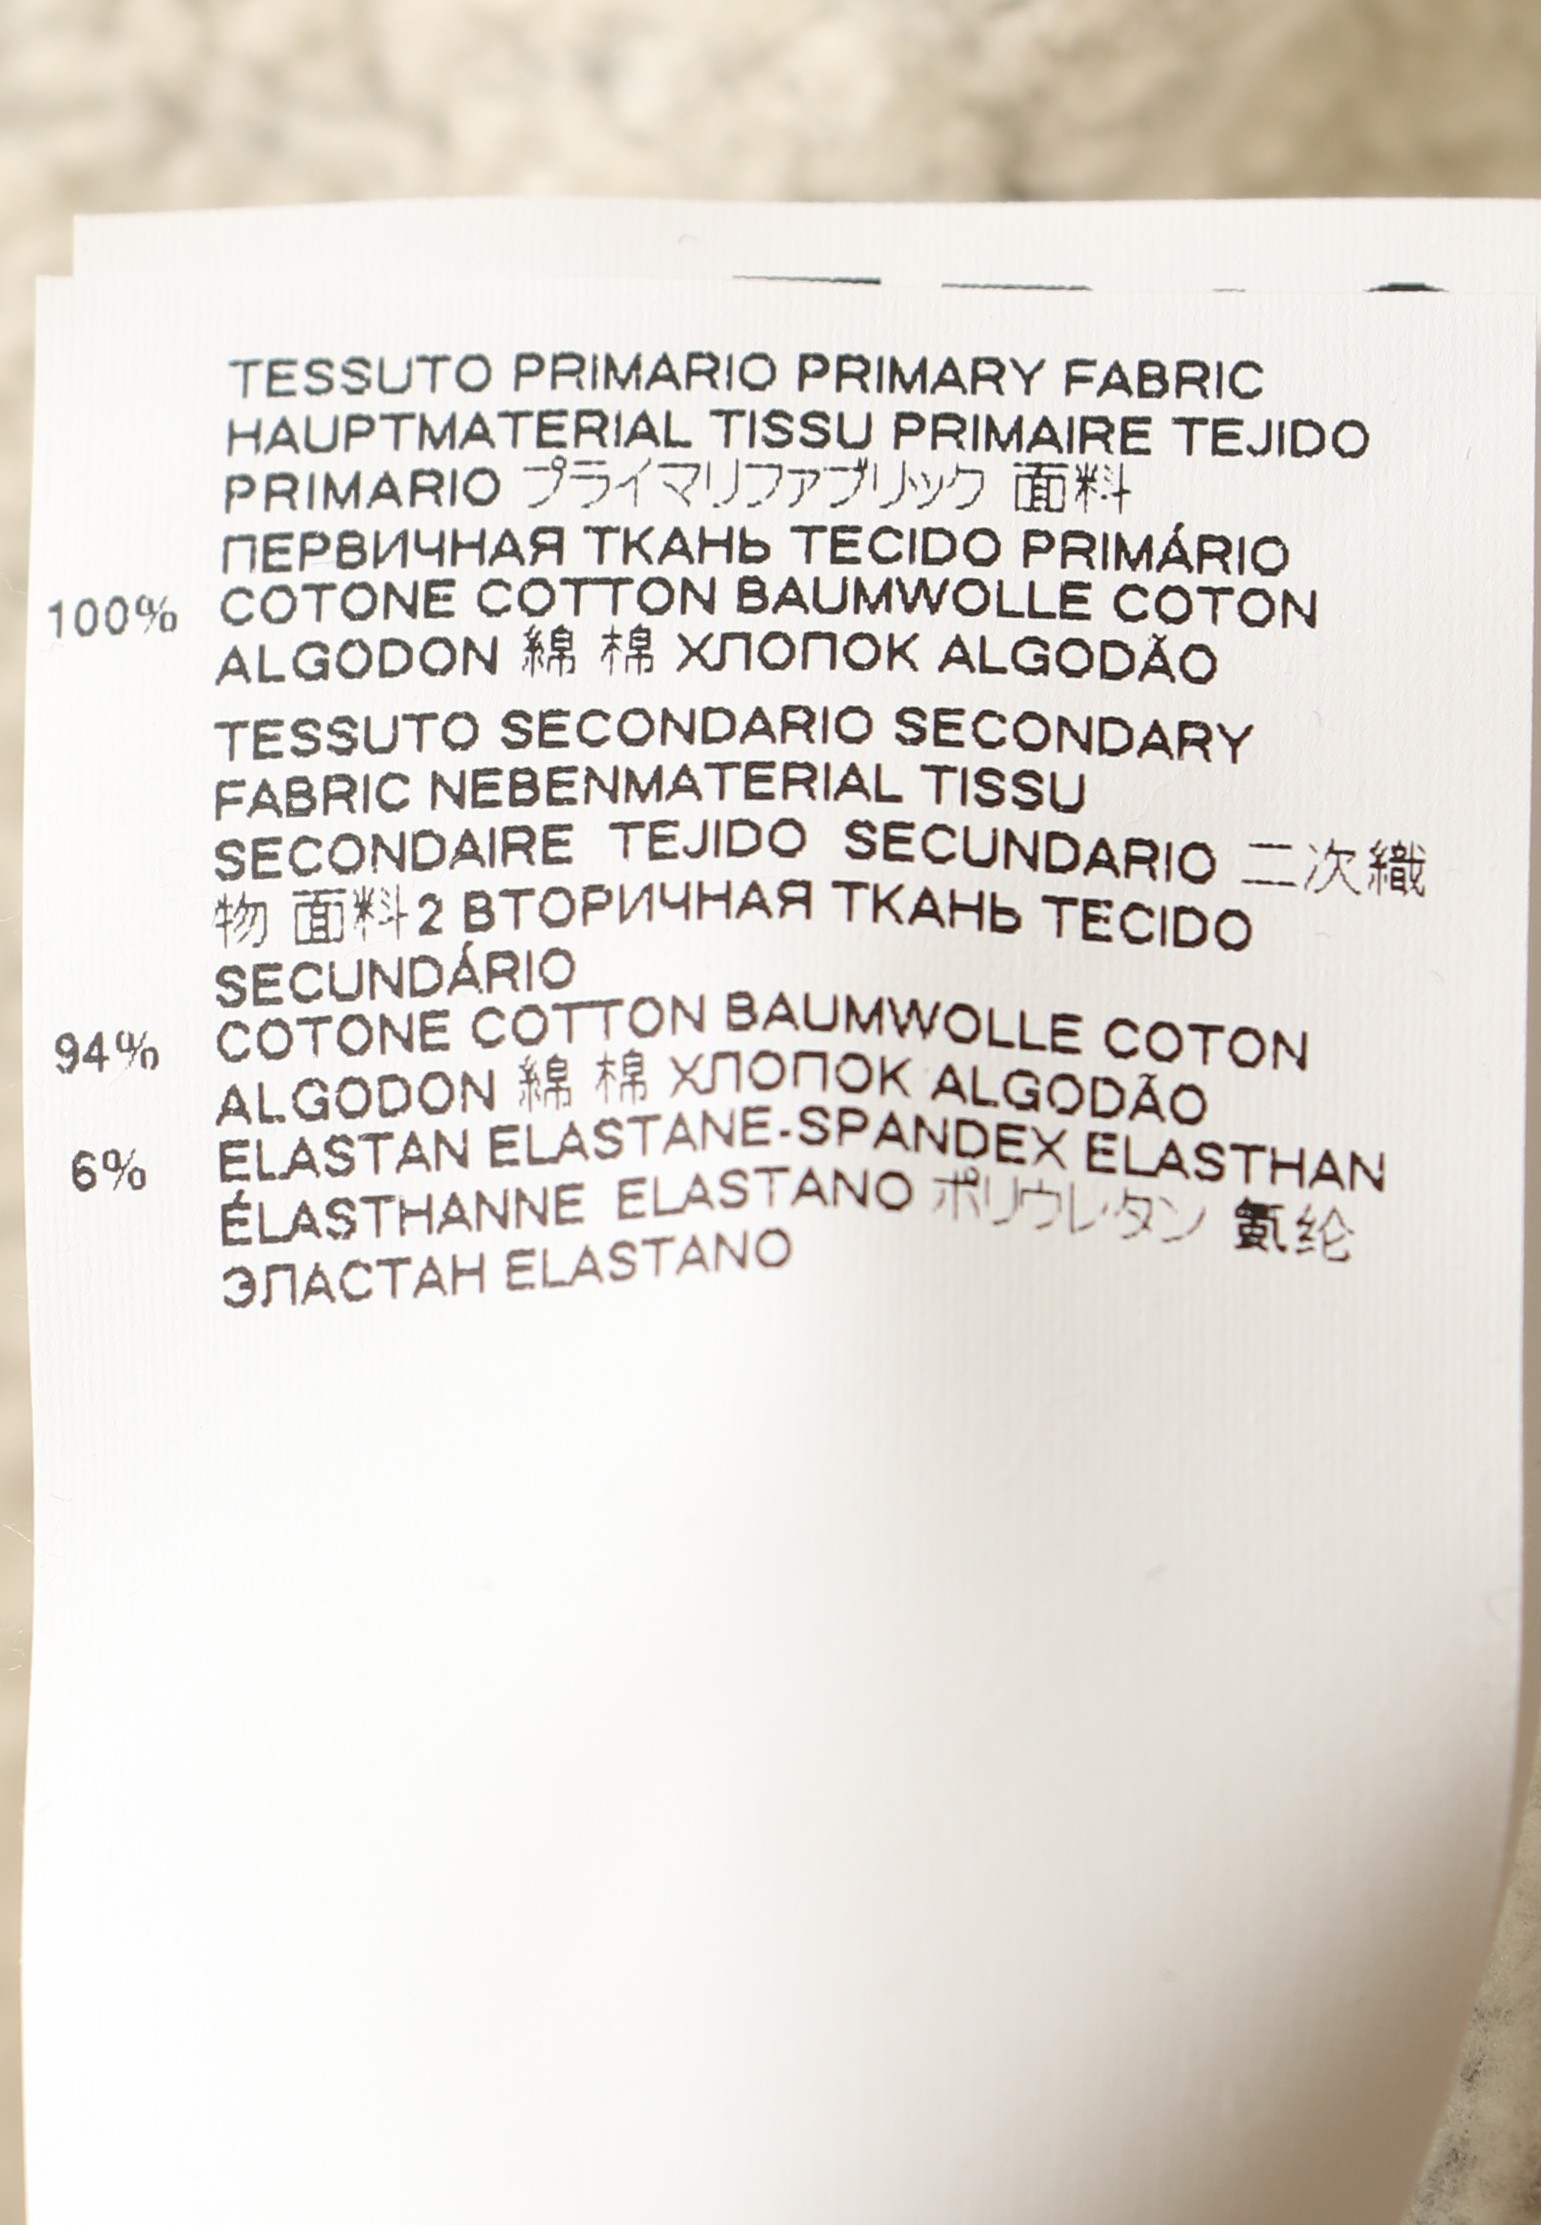 TESSUTO PRIMARIO PRIMARY FABRIC
HAUPTMATERIAL TISSU PRIMAIRE TEJIDO
PRIMARIO プライマリファブリック 面料
ПЕРВИЧНАЯ ТКАНЬ TECIDO PRIMÁRIO
100% COTONE COTTON BAUMWOLLE COTON
ALGODON 綿 棉 ХЛОПОК ALGODÃO
TESSUTO SECONDARIO SECONDARY
FABRIC NEBENMATERIAL TISSU
SECONDAIRE TEJIDO SECUNDARIO 二次織
物 面料2 ВТОРИЧНАЯ ТКАНЬ TECIDO
SECUNDÁRIO
94% COTONE COTTON BAUMWOLLE COTON
ALGODON 綿 棉 ХЛОПОК ALGODÃO
6% ELASTAN ELASTANE-SPANDEX ELASTHAN
ÉLASTHANNE ELASTANO ポリウレタン
ЭЛАСТАН ELASTANO